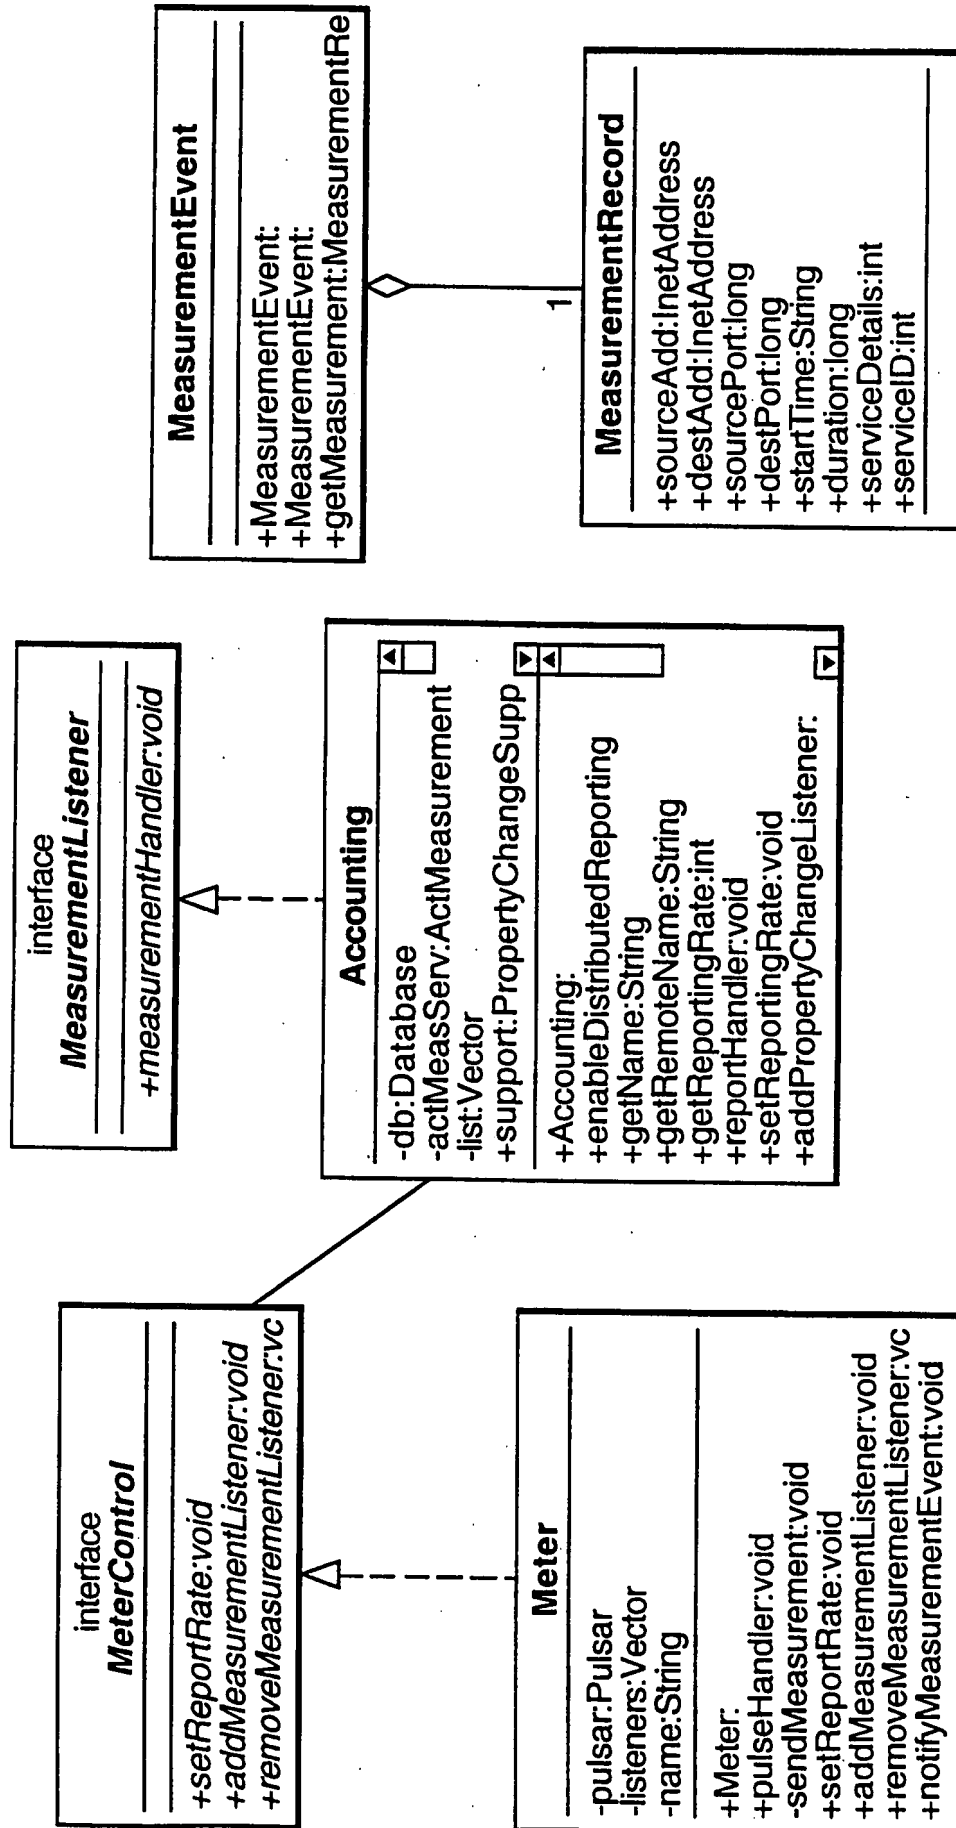 interface
MeterControl
+setReportRate:void
+addMeasurementListener:void
+removeMeasurementListener:vc
Meter
-pulsar:Pulsar
-listeners:Vector
-name:String
+Meter:
+pulseHandler:void
-sendMeasurement:void
+setReportRate:void
+addMeasurementListener:void
+removeMeasurementListener:vc
+notifyMeasurementEvent:void
interface
MeasurementListener
+measurementHandler:void
Accounting
-db:Database
-actMeasServ:ActMeasurement
-list:Vector
+support:PropertyChangeSupp
+Accounting:
+enableDistributedReporting
+getName:String
+getRemoteName:String
+getReportingRate:int
+reportHandler:void
+setReportingRate:void
+addPropertyChangeListener:
MeasurementEvent
+MeasurementEvent:
+MeasurementEvent:
+getMeasurement:MeasurementRe
1
MeasurementRecord
+sourceAdd:InetAddress
+destAdd:InetAddress
+sourcePort:long
+destPort:long
+startTime:String
+duration:long
+serviceDetails:int
+serviceID:int